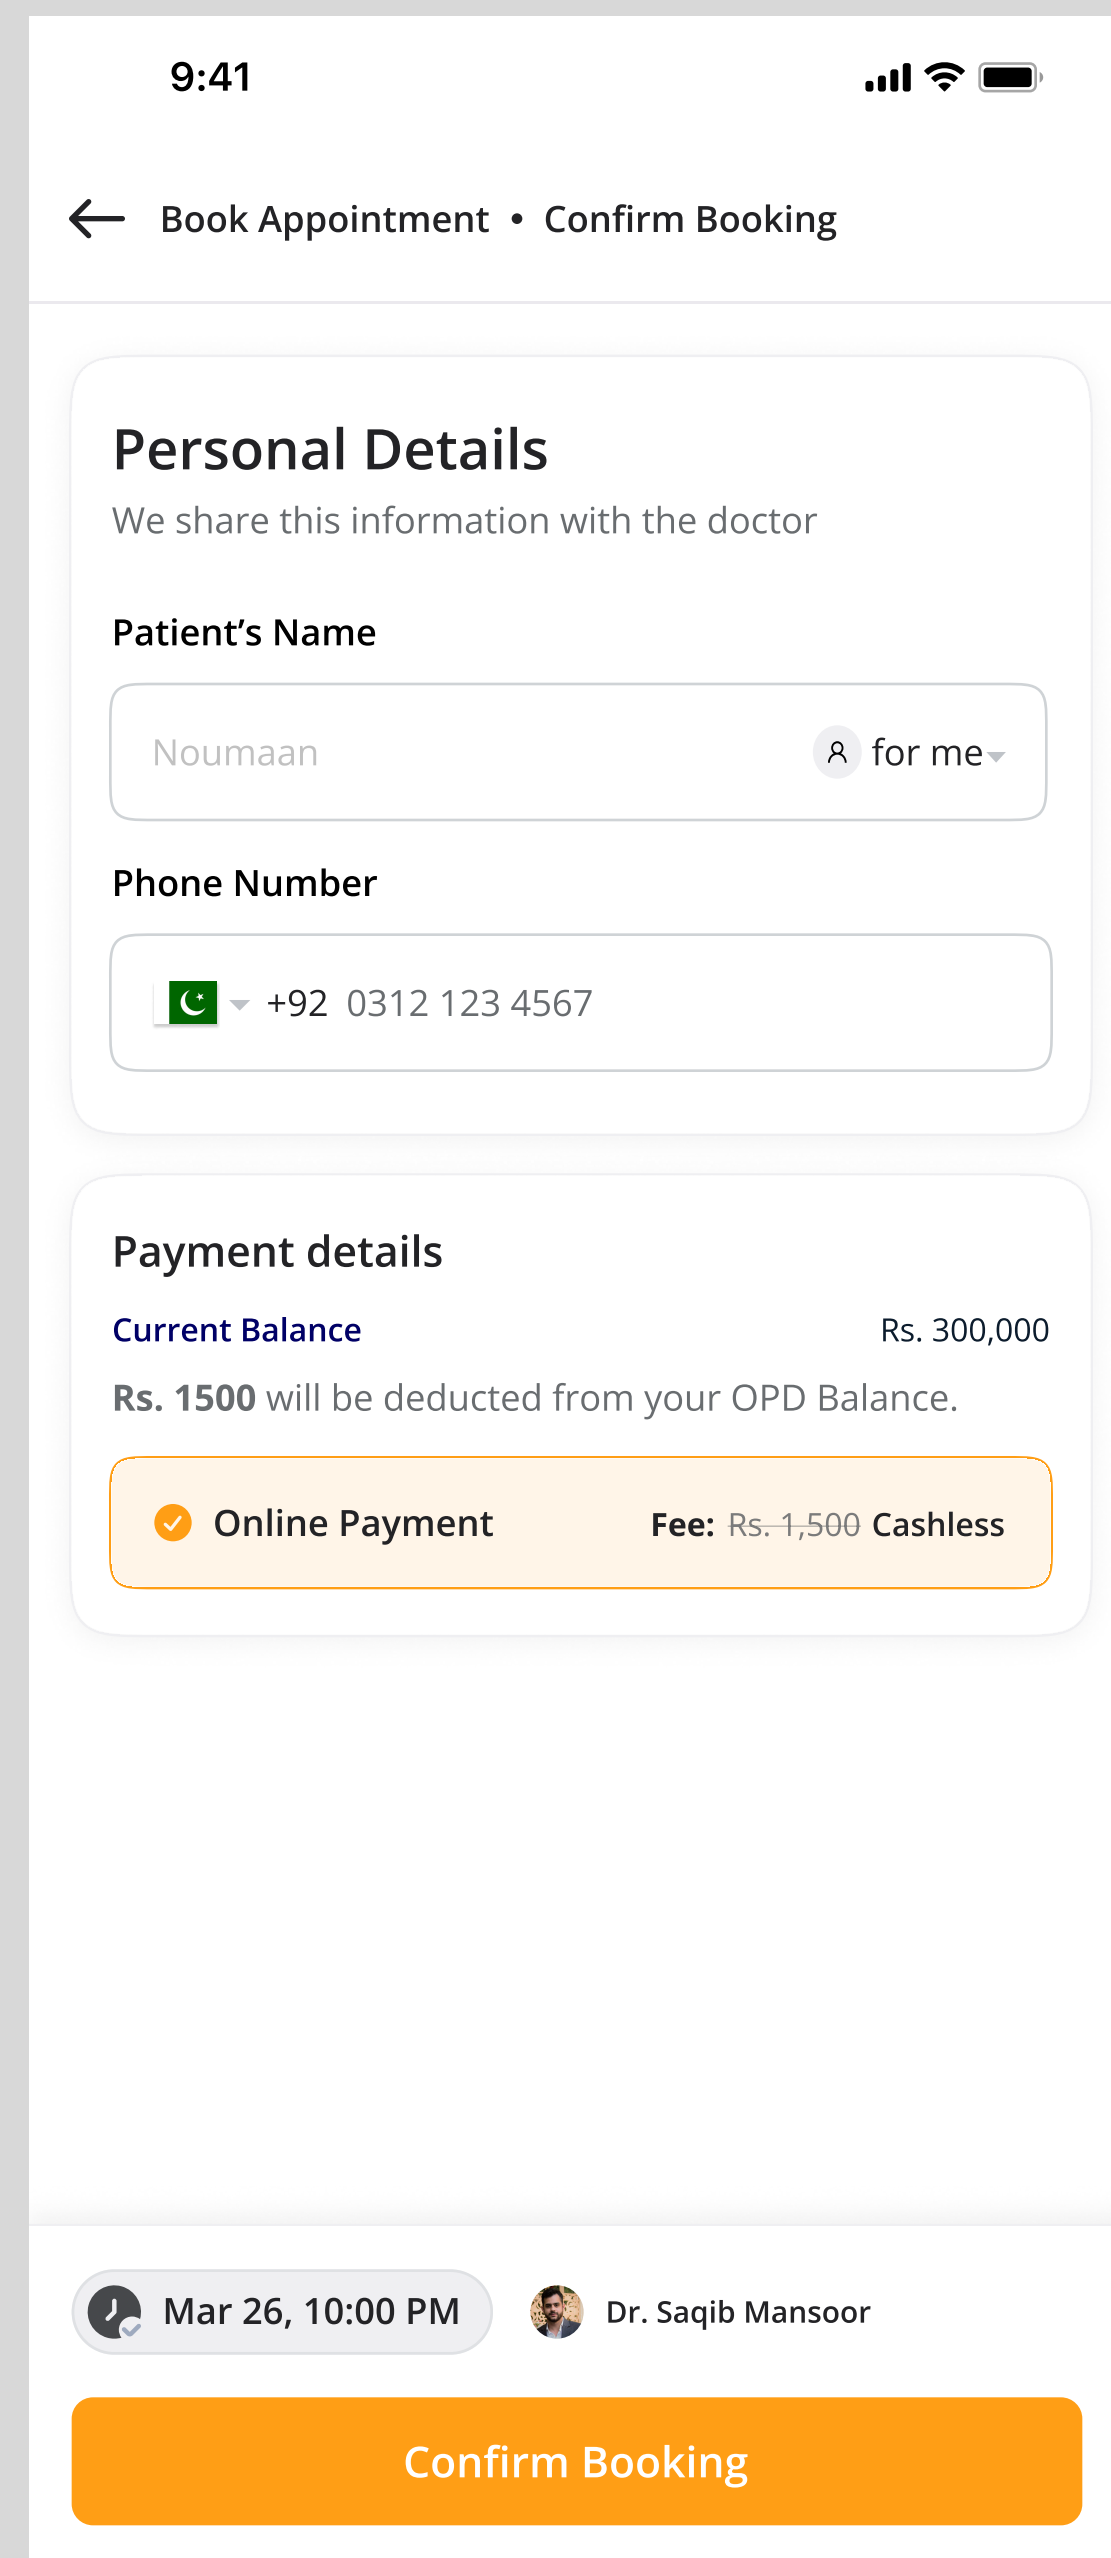 9:41
Book Appointment • Confirm Booking
Personal Details
We share this information with the doctor
Patient’s Name
Noumaan for me
Phone Number
+92 0312 123 4567
Payment details
Current Balance Rs. 300,000
Rs. 1500 will be deducted from your OPD Balance.
Online Payment Fee: Rs. 1,500 Cashless
Mar 26, 10:00 PM Dr. Saqib Mansoor
Confirm Booking